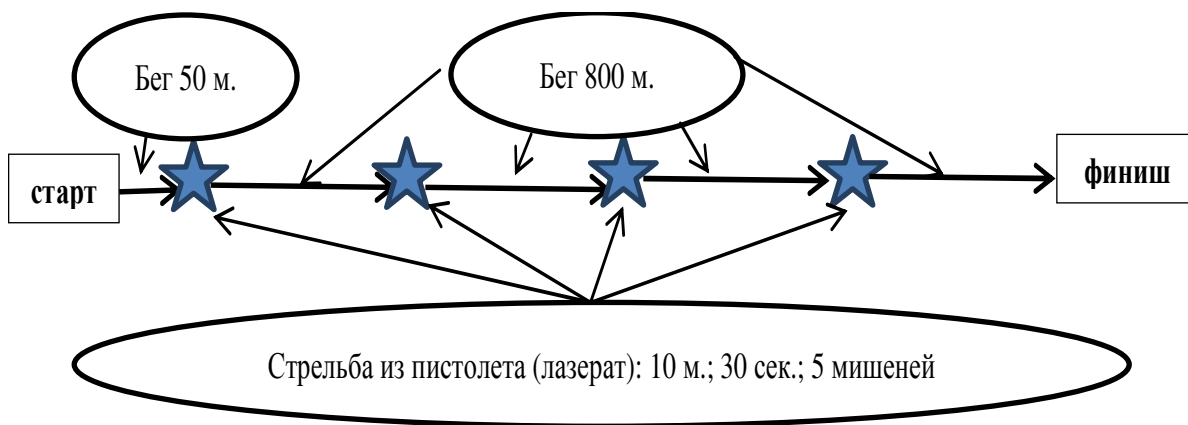 Бег 50 м.
Бег 800 м.
старт
финиш
Стрельба из пистолета (лазерат): 10 м.; 30 сек.; 5 мишеней